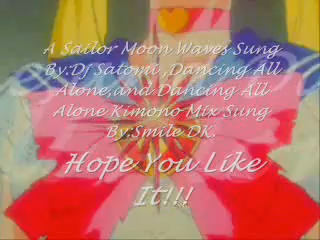 A Sailor Moon Waves Sung
By:Dj Satomi ,Dancing All
Alone,and Dancing All
Alone Kimono Mix Sung
By:Smile DK.
Hope You Like
It!!!